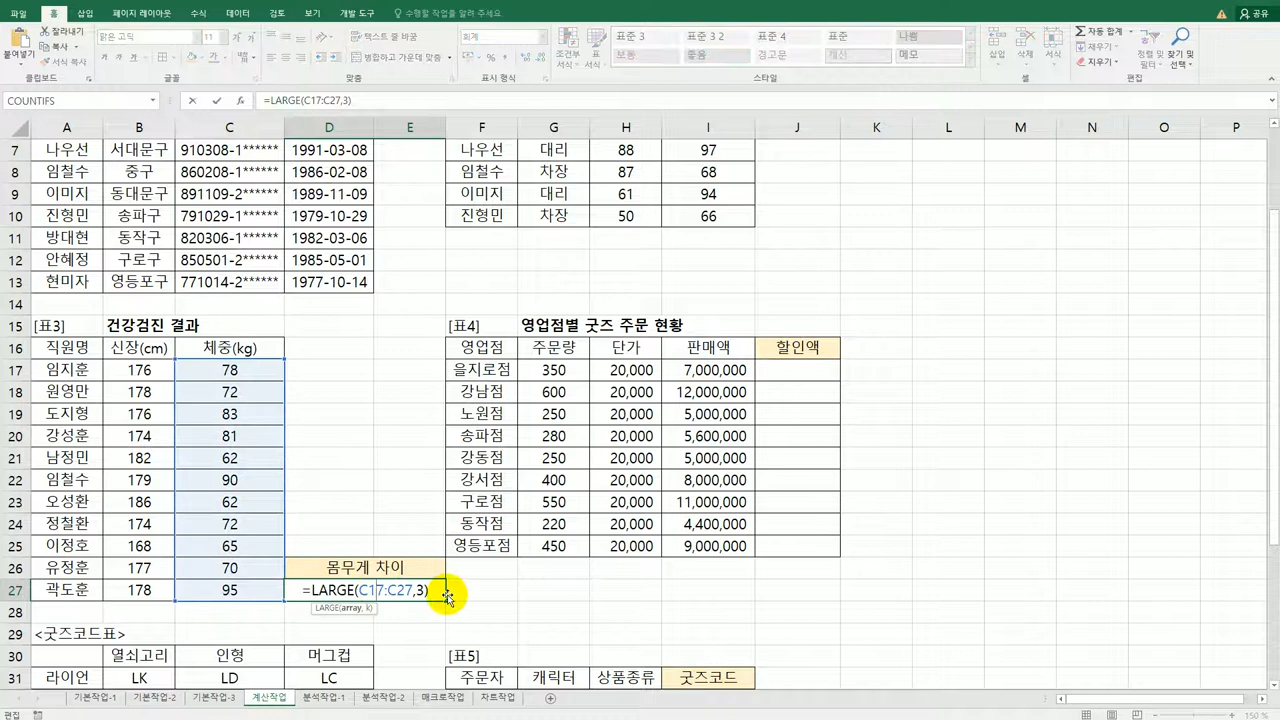 파일 홈 삽입 페이지 레이아웃 수식 데이터 검토 보기 개발 도구 수행할 작업을 알려 주세요 공유
잘라내기 맑은 고딕 11 텍스트 줄 바꿈 회계 표준 3 표준 3 2 표준 4 표준 나쁨 자동 합계
붙여넣기 복사 병합하고 가운데 맞춤 조건부 서식 표 서식 보통 좋음 경고문 계산 메모 삽입 삭제 서식 채우기 정렬 및 필터 찾기 및 선택
서식 복사 지우기
클립보드 글꼴 맞춤 표시 형식 스타일 셀 편집
COUNTIFS =LARGE(C17:C27,3)
A B C D E F G H I J K L M N O P
7 나우선 서대문구 910308-1****** 1991-03-08 나우선 대리 88 97
8 임철수 중구 860208-1****** 1986-02-08 임철수 차장 87 68
9 이미지 동대문구 891109-2****** 1989-11-09 이미지 대리 61 94
10 진형민 송파구 791029-1****** 1979-10-29 진형민 차장 50 66
11 방대현 동작구 820306-1****** 1982-03-06
12 안혜정 구로구 850501-2****** 1985-05-01
13 현미자 영등포구 771014-2****** 1977-10-14
14
15 [표3] 건강검진 결과 [표4] 영업점별 굿즈 주문 현황
16 직원명 신장(cm) 체중(kg) 영업점 주문량 단가 판매액 할인액
17 임지훈 176 78 을지로점 350 20,000 7,000,000
18 원영만 178 72 강남점 600 20,000 12,000,000
19 도지형 176 83 노원점 250 20,000 5,000,000
20 강성훈 174 81 송파점 280 20,000 5,600,000
21 남정민 182 62 강동점 250 20,000 5,000,000
22 임철수 179 90 강서점 400 20,000 8,000,000
23 오성환 186 62 구로점 550 20,000 11,000,000
24 정철환 174 72 동작점 220 20,000 4,400,000
25 이정호 168 65 영등포점 450 20,000 9,000,000
26 유정훈 177 70 몸무게 차이
27 곽도훈 178 95 =LARGE(C17:C27,3)
28 LARGE(array, k)
29 <굿즈코드표>
30 열쇠고리 인형 머그컵 [표5]
31 라이언 LK LD LC 주문자 캐릭터 상품종류 굿즈코드
기본작업-1 기본작업-2 기본작업-3 계산작업 분석작업-1 분석작업-2 매크로작업 차트작업
편집 150 %